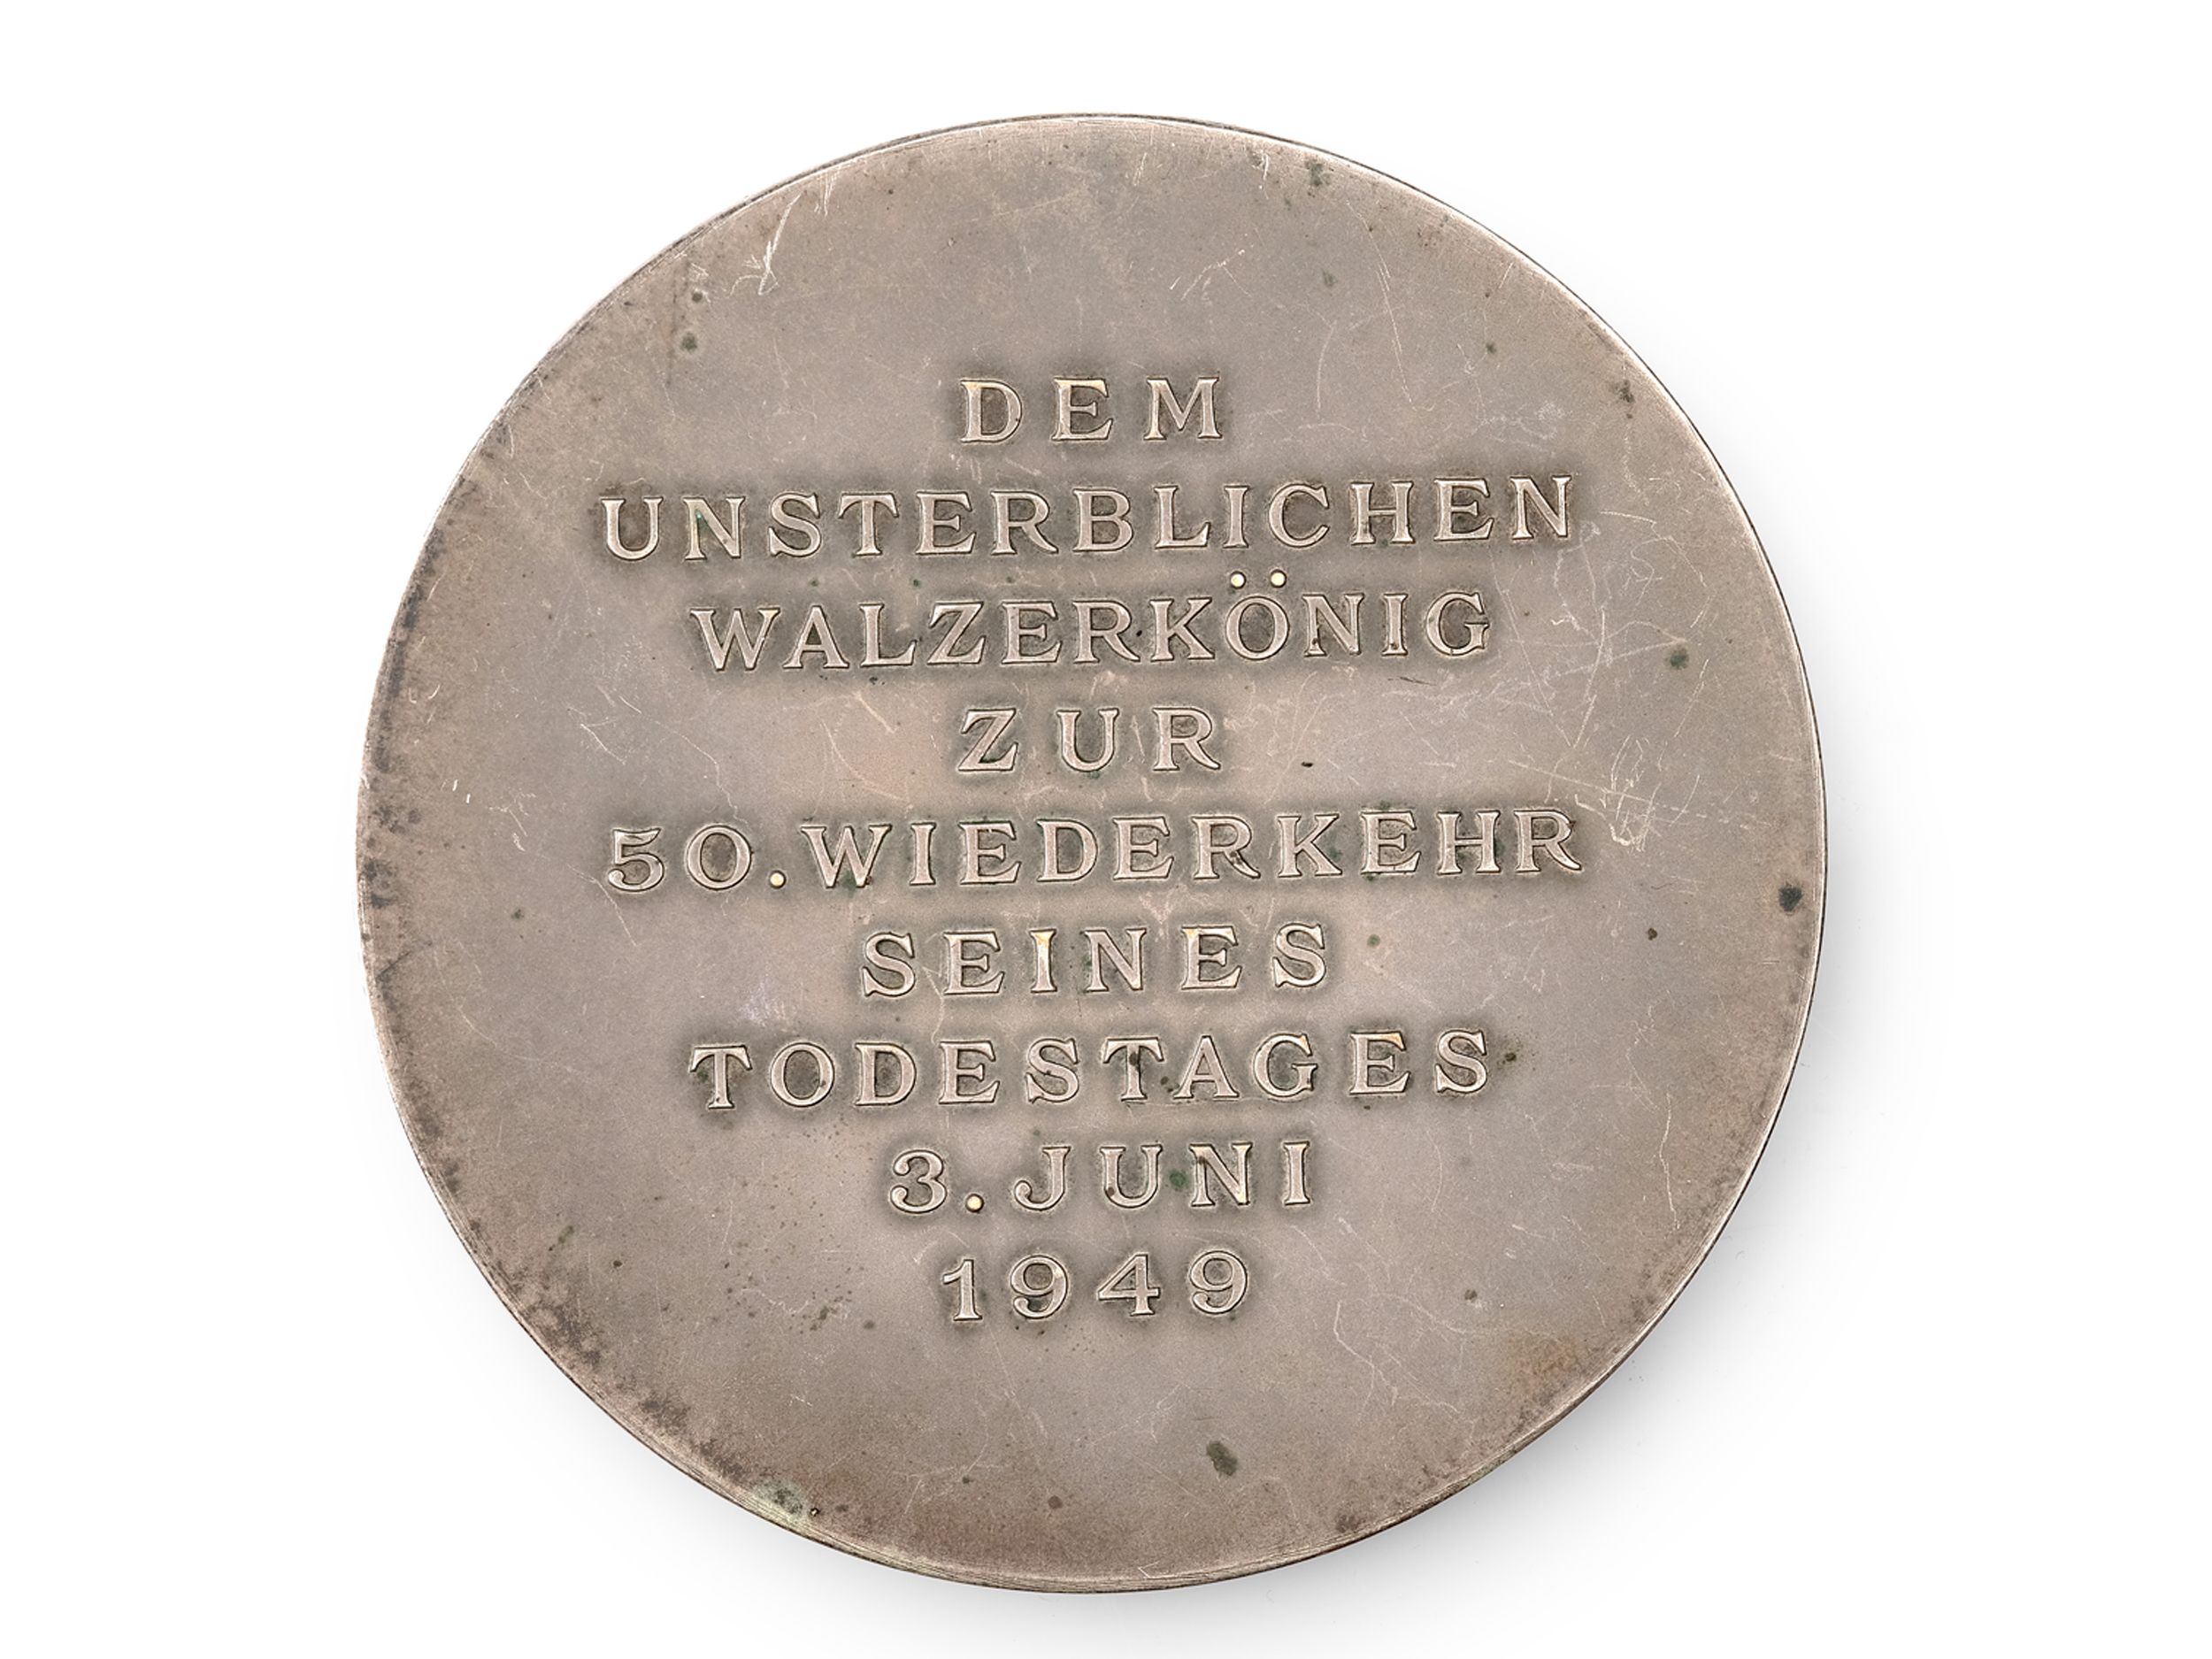 DEM
UNSTERBLICHEN
WALZERKÖNIG
ZUR
50. WIEDERKEHR
SEINES
TODESTAGES
3. JUNI
1949